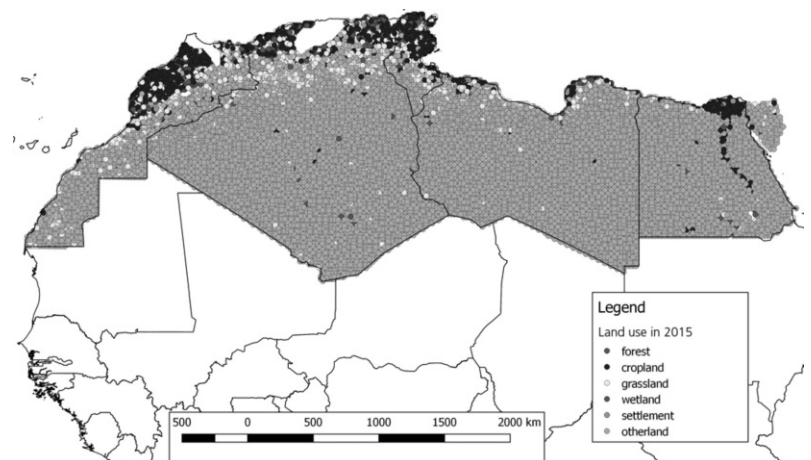 Legend
Land use in 2015
forest
cropland
grassland
wetland
settlement
otherland
500 0 500 1000 1500 2000 km